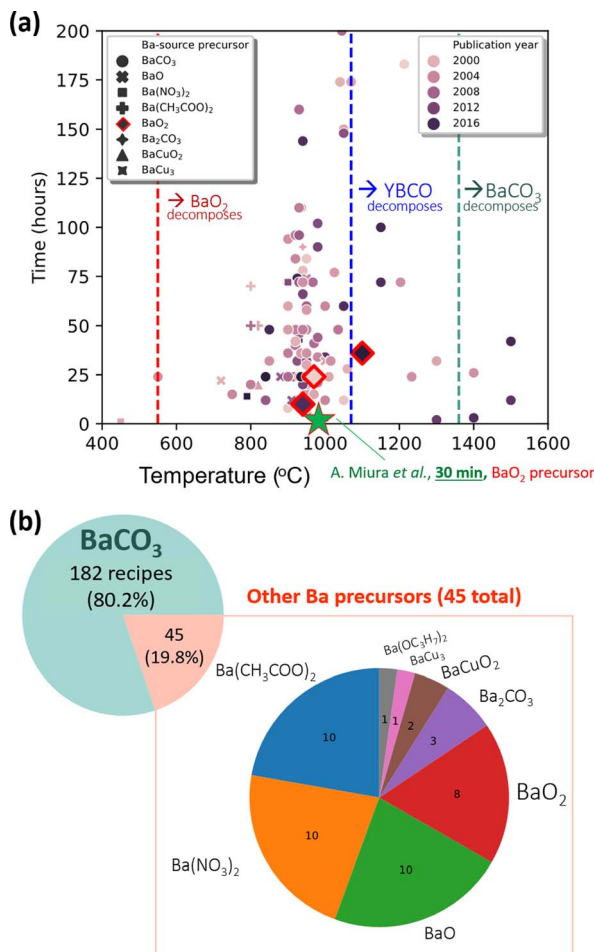 (a)
200
175
150
125
100
75
50
25
0
Time (hours)
Ba-source precursor
BaCO₃
BaO
Ba(NO₃)₂
Ba(CH₃COO)₂
BaO₂
Ba₂CO₃
BaCuO₂
BaCu₃
Publication year
2000
2004
2008
2012
2016
→ BaO₂
decomposes
→ YBCO
decomposes
→ BaCO₃
decomposes
400 600 800 1000 1200 1400 1600
Temperature (ºC)
A. Miura et al., 30 min, BaO₂ precursor
(b)
BaCO₃
182 recipes
(80.2%)
45
(19.8%)
Other Ba precursors (45 total)
Ba(OC₃H₇)₂
BaCu₃
BaCuO₂
Ba₂CO₃
Ba(CH₃COO)₂
BaO₂
Ba(NO₃)₂
BaO
1
1
2
3
8
10
10
10